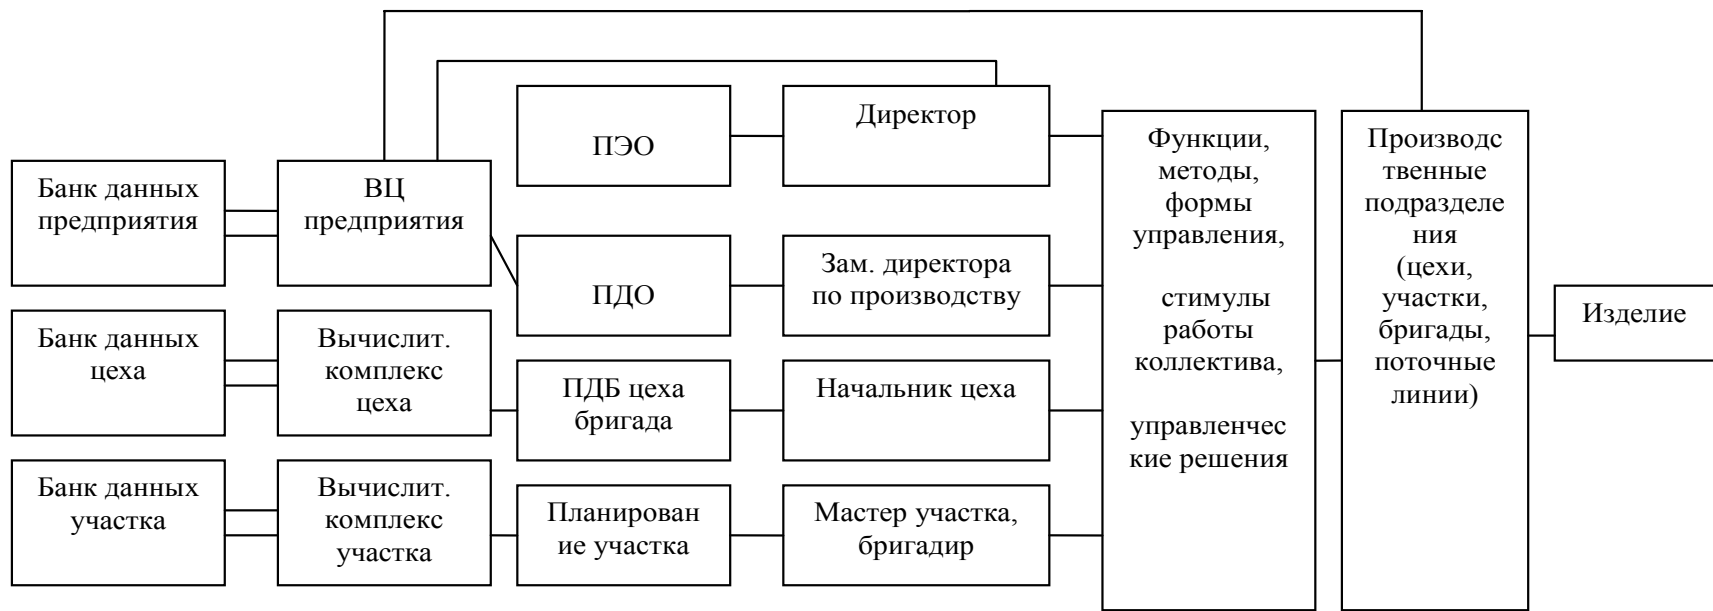 Банк данных
предприятия
Банк данных
цеха
Банк данных
участка
ВЦ
предприятия
Вычислит.
комплекс
цеха
Вычислит.
комплекс
участка
ПЭО
ПДО
ПДБ цеха
бригада
Планирован
ие участка
Директор
Зам. директора
по производству
Начальник цеха
Мастер участка,
бригадир
Функции,
методы,
формы
управления,
стимулы
работы
коллектива,
управленчес
кие решения
Производс
твенные
подразделе
ния
(цехи,
участки,
бригады,
поточные
линии)
Изделие